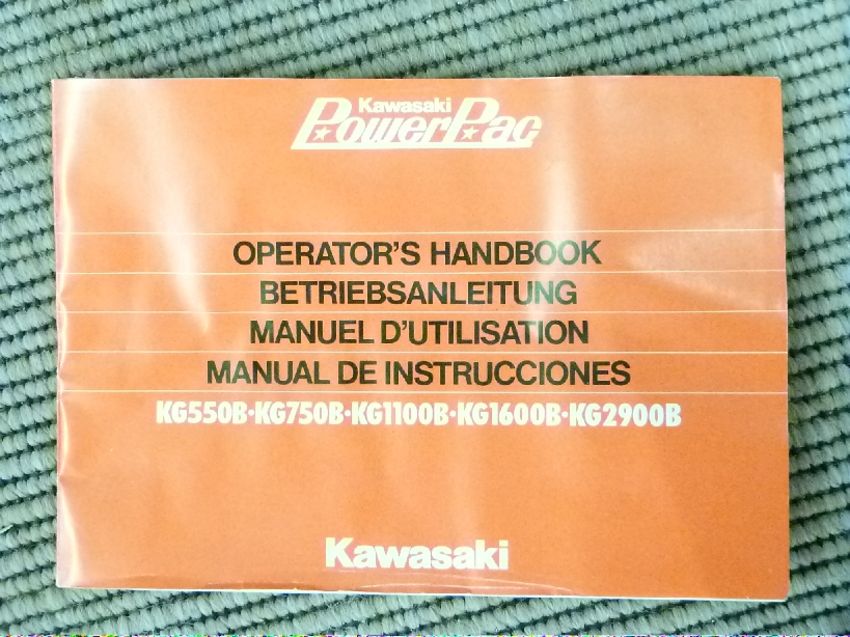 Kawasaki
PowerPac
OPERATOR'S HANDBOOK
BETRIEBSANLEITUNG
MANUEL D'UTILISATION
MANUAL DE INSTRUCCIONES
KG550B·KG750B·KG1100B·KG1600B·KG2900B
Kawasaki